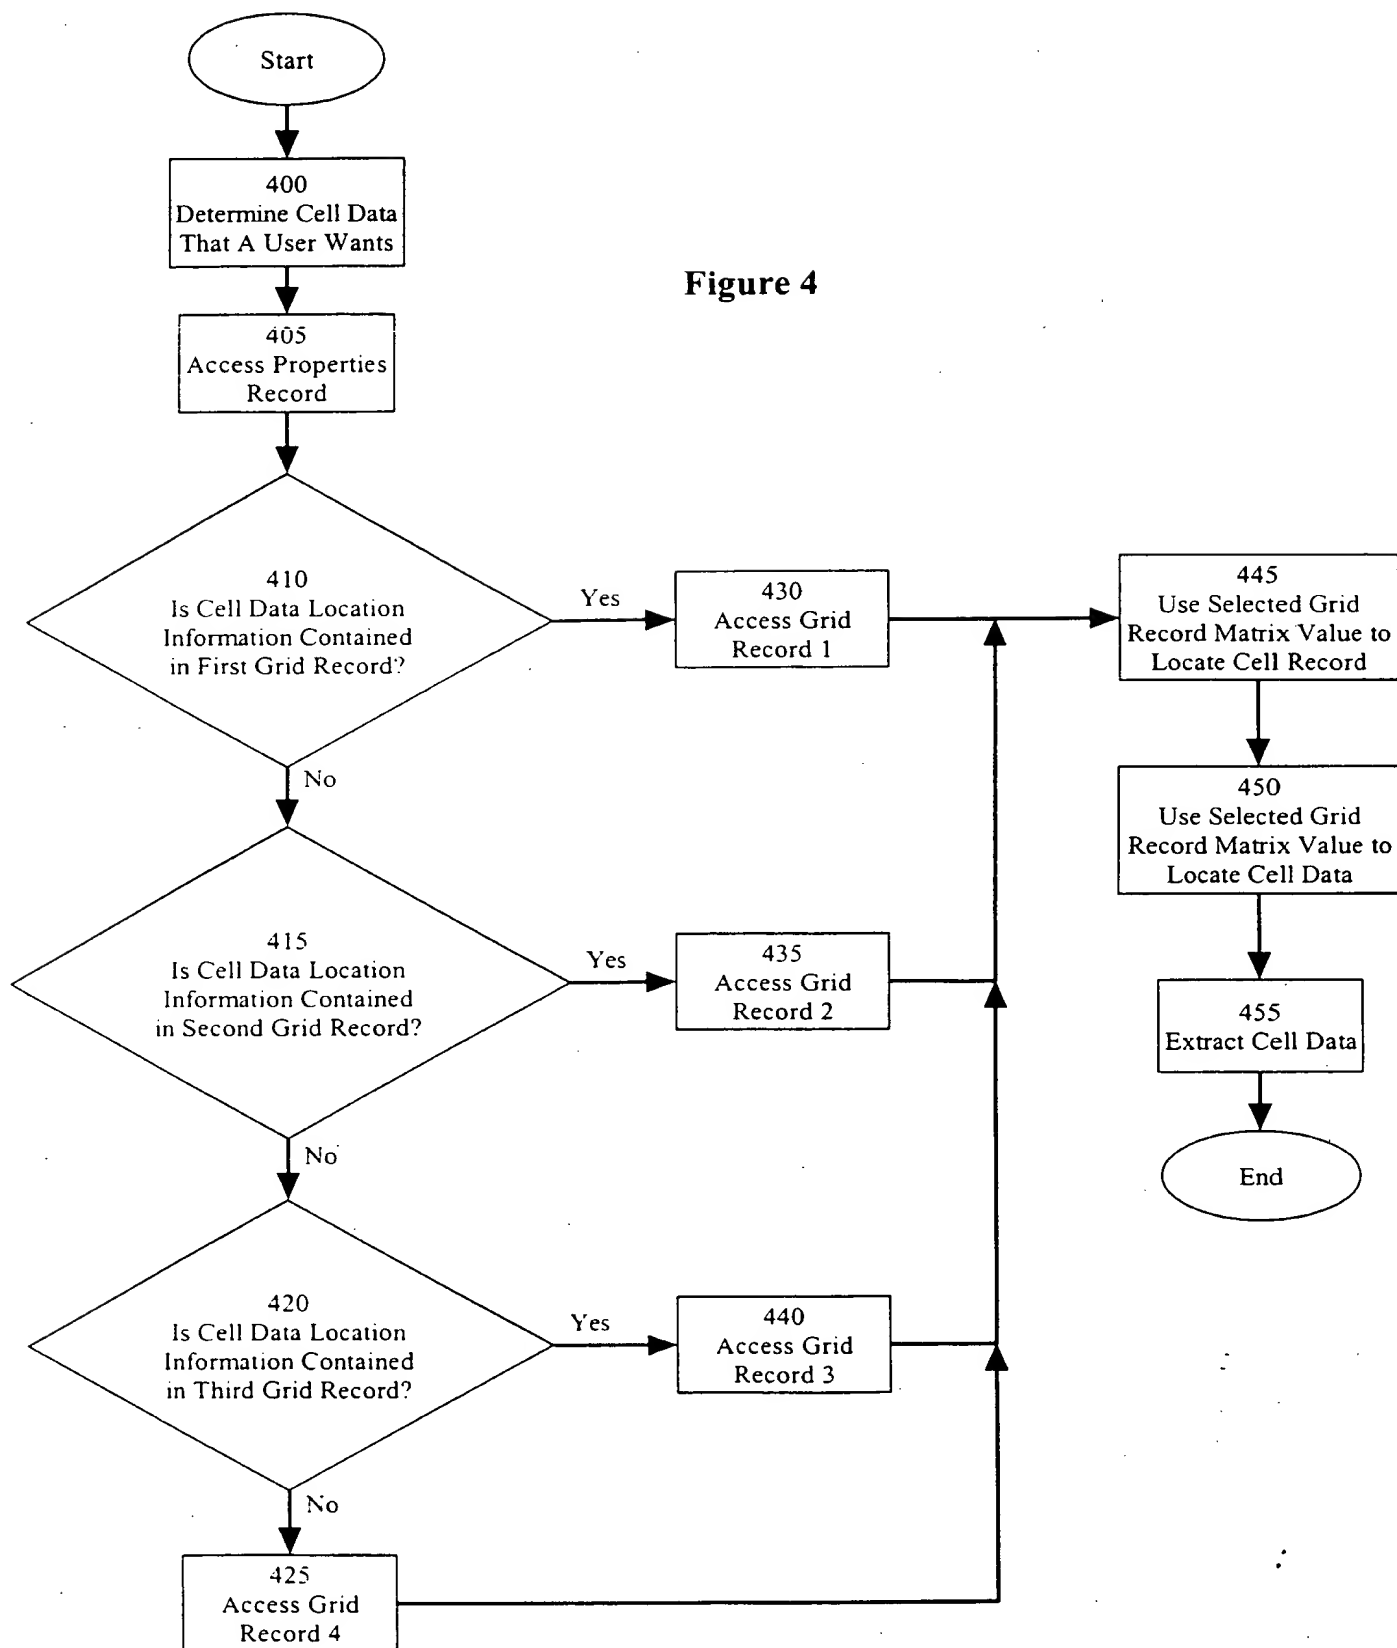 Start
400
Determine Cell Data
That A User Wants
Figure 4
405
Access Properties
Record
410
Is Cell Data Location
Information Contained
in First Grid Record?
Yes
430
Access Grid
Record 1
445
Use Selected Grid
Record Matrix Value to
Locate Cell Record
No
450
Use Selected Grid
Record Matrix Value to
Locate Cell Data
415
Is Cell Data Location
Information Contained
in Second Grid Record?
Yes
435
Access Grid
Record 2
455
Extract Cell Data
No
End
420
Is Cell Data Location
Information Contained
in Third Grid Record?
Yes
440
Access Grid
Record 3
No
425
Access Grid
Record 4